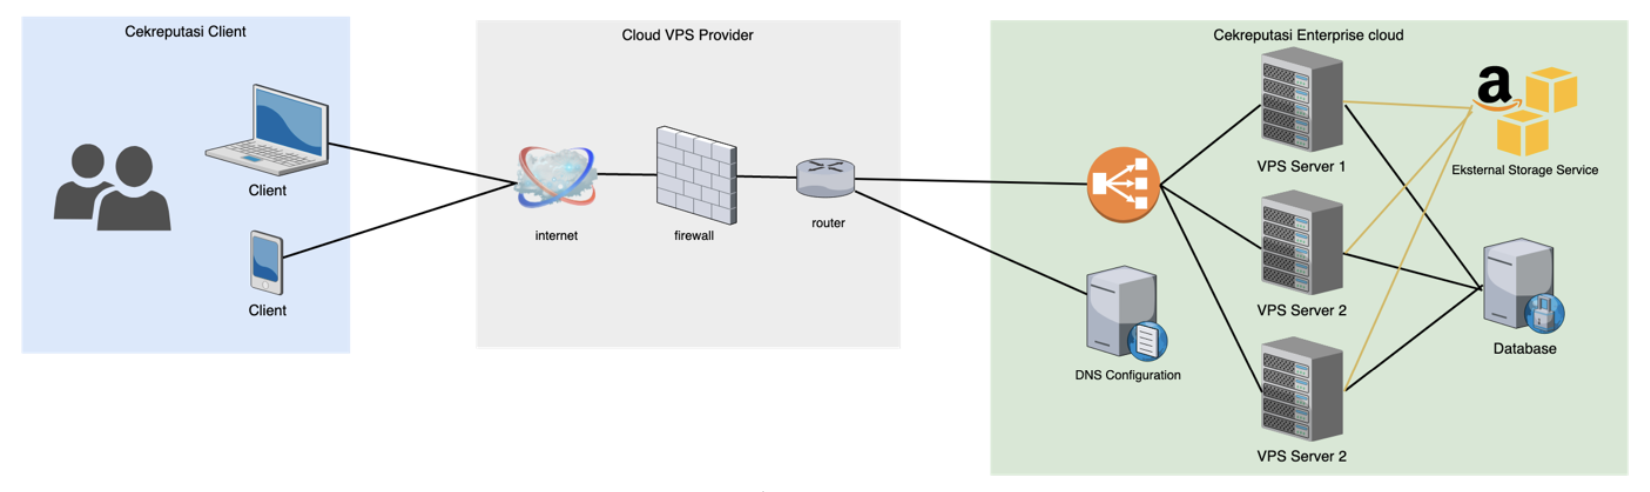 Cekreputasi Client
Client
Client
Cloud VPS Provider
internet
firewall
router
Cekreputasi Enterprise cloud
DNS Configuration
VPS Server 1
VPS Server 2
VPS Server 2
a
Eksternal Storage Service
Database